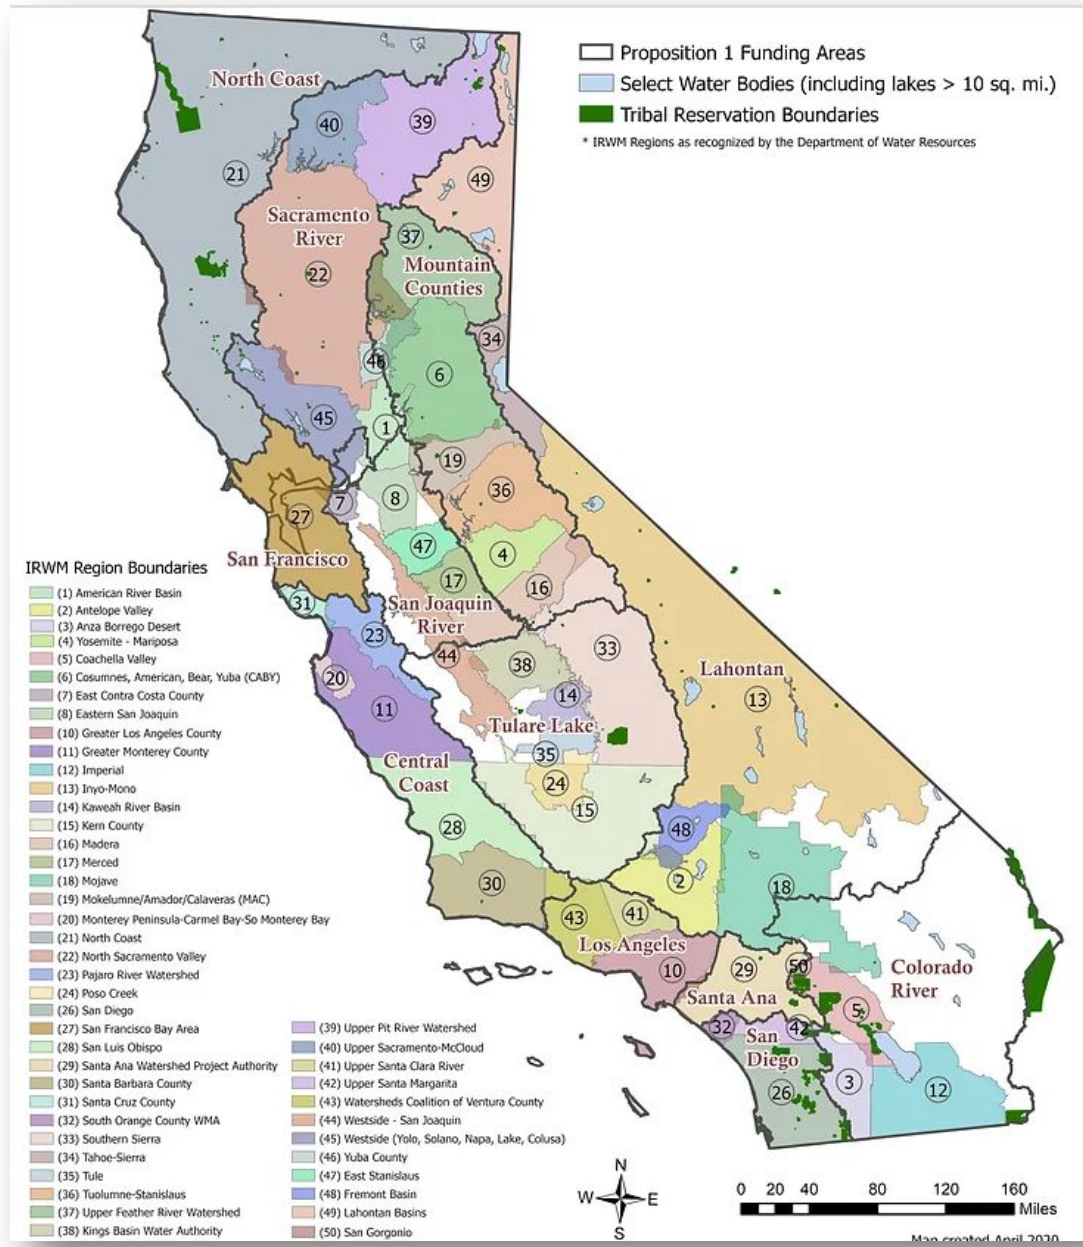 Proposition 1 Funding Areas
Select Water Bodies (including lakes > 10 sq. mi.)
Tribal Reservation Boundaries
* IRWM Regions as recognized by the Department of Water Resources
North Coast
40
39
21
49
Sacramento
River
37
22
Mountain
Counties
34
46
6
45
1
19
36
8
7
27
47
4
San Francisco
17
16
31
San Joaquin
River
23
33
44
38
20
Lahontan
13
14
11
Tulare Lake
35
Central
Coast
24
15
28
48
2
18
30
43
41
Los Angeles
10
29
50
Colorado
River
Santa Ana
5
32
42
San
Diego
3
26
12
IRWM Region Boundaries
(1) American River Basin
(2) Antelope Valley
(3) Anza Borrego Desert
(4) Yosemite - Mariposa
(5) Coachella Valley
(6) Cosumnes, American, Bear, Yuba (CABY)
(7) East Contra Costa County
(8) Eastern San Joaquin
(10) Greater Los Angeles County
(11) Greater Monterey County
(12) Imperial
(13) Inyo-Mono
(14) Kaweah River Basin
(15) Kern County
(16) Madera
(17) Merced
(18) Mojave
(19) Mokelumne/Amador/Calaveras (MAC)
(20) Monterey Peninsula-Carmel Bay-So Monterey Bay
(21) North Coast
(22) North Sacramento Valley
(23) Pajaro River Watershed
(24) Poso Creek
(26) San Diego
(27) San Francisco Bay Area
(28) San Luis Obispo
(29) Santa Ana Watershed Project Authority
(30) Santa Barbara County
(31) Santa Cruz County
(32) South Orange County WMA
(33) Southern Sierra
(34) Tahoe-Sierra
(35) Tule
(36) Tuolumne-Stanislaus
(37) Upper Feather River Watershed
(38) Kings Basin Water Authority
(39) Upper Pit River Watershed
(40) Upper Sacramento-McCloud
(41) Upper Santa Clara River
(42) Upper Santa Margarita
(43) Watersheds Coalition of Ventura County
(44) Westside - San Joaquin
(45) Westside (Yolo, Solano, Napa, Lake, Colusa)
(46) Yuba County
(47) East Stanislaus
(48) Fremont Basin
(49) Lahontan Basins
(50) San Gorgonio
N
W E
S
0 20 40 80 120 160
Miles
Map created April 2020